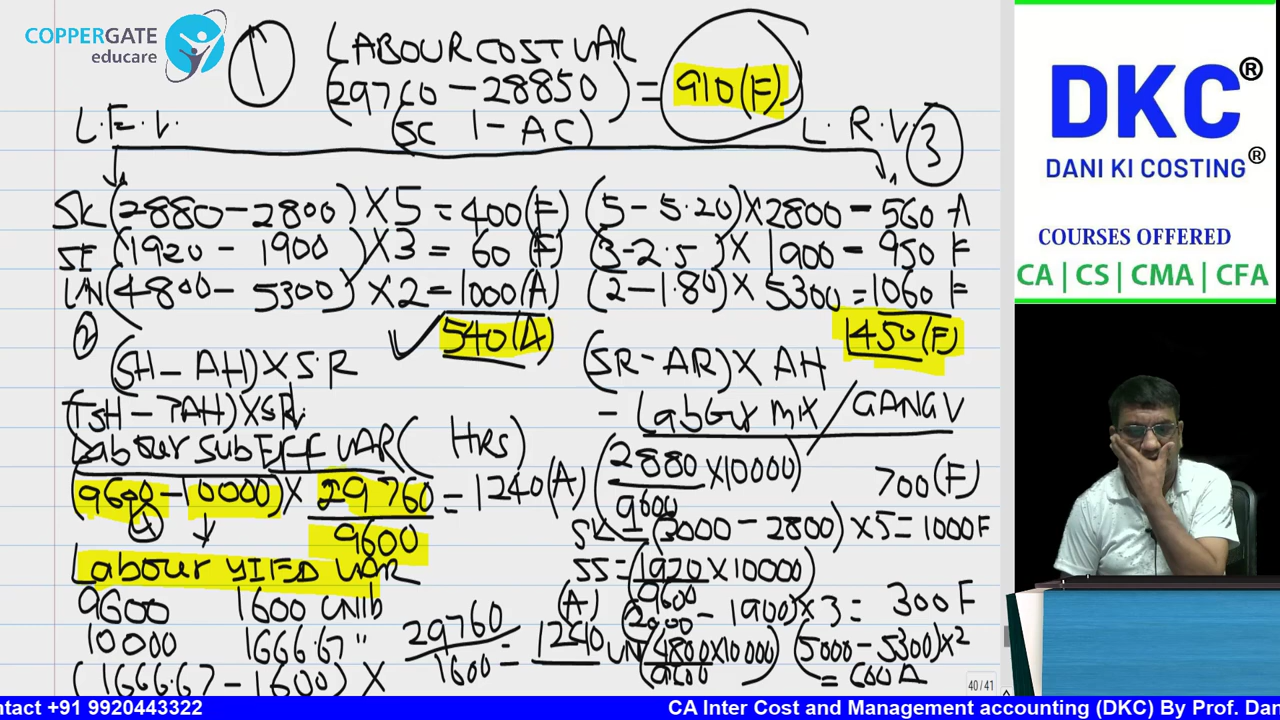 COPPERGATE
educare
1
LABOUR COST VAR
(29760 - 28850) = 910 (F)
(SC 1 - AC)
L.E.V.
L.R.V. 3
SK (2880 - 2800) X 5 = 400 (F)
(5 - 5.20) X 2800 = 560 A
(1920 - 1900) X 3 = 60 (F)
(3 - 2.5) X 1900 = 950 F
UN (4800 - 5300) X 2 = 1000 (A)
(2 - 1.80) X 5300 = 1060 F
2
540 (A)
1450 (F)
(SH - AH) X S.R
(SR - AR) X AH
(TSH - TAH) X SR
- Labour mix / GANG V
Labour sub Eff VAR ( HRS )
(9600 - 10000) X 29760 / 9600 = 1240 (A)
(2880 / 9600 X 10000)
700 (F)
SK = (3000 - 2800) X 5 = 1000 F
Labour YIELD VAR
SS = (1920 / 9600 X 10000)
9600 1600 units
(2000 - 1900) X 3 = 300 F
10000 1666.67 "
(1666.67 - 1600) X 29760 / 1600 = 1240 (A)
UN (4800 / 9600 X 10000) (5000 - 5300) X 2
= 600 A
40/41
DKC®
DANI KI COSTING®
COURSES OFFERED
CA | CS | CMA | CFA
ntact +91 9920443322
CA Inter Cost and Management accounting (DKC) By Prof. Dan